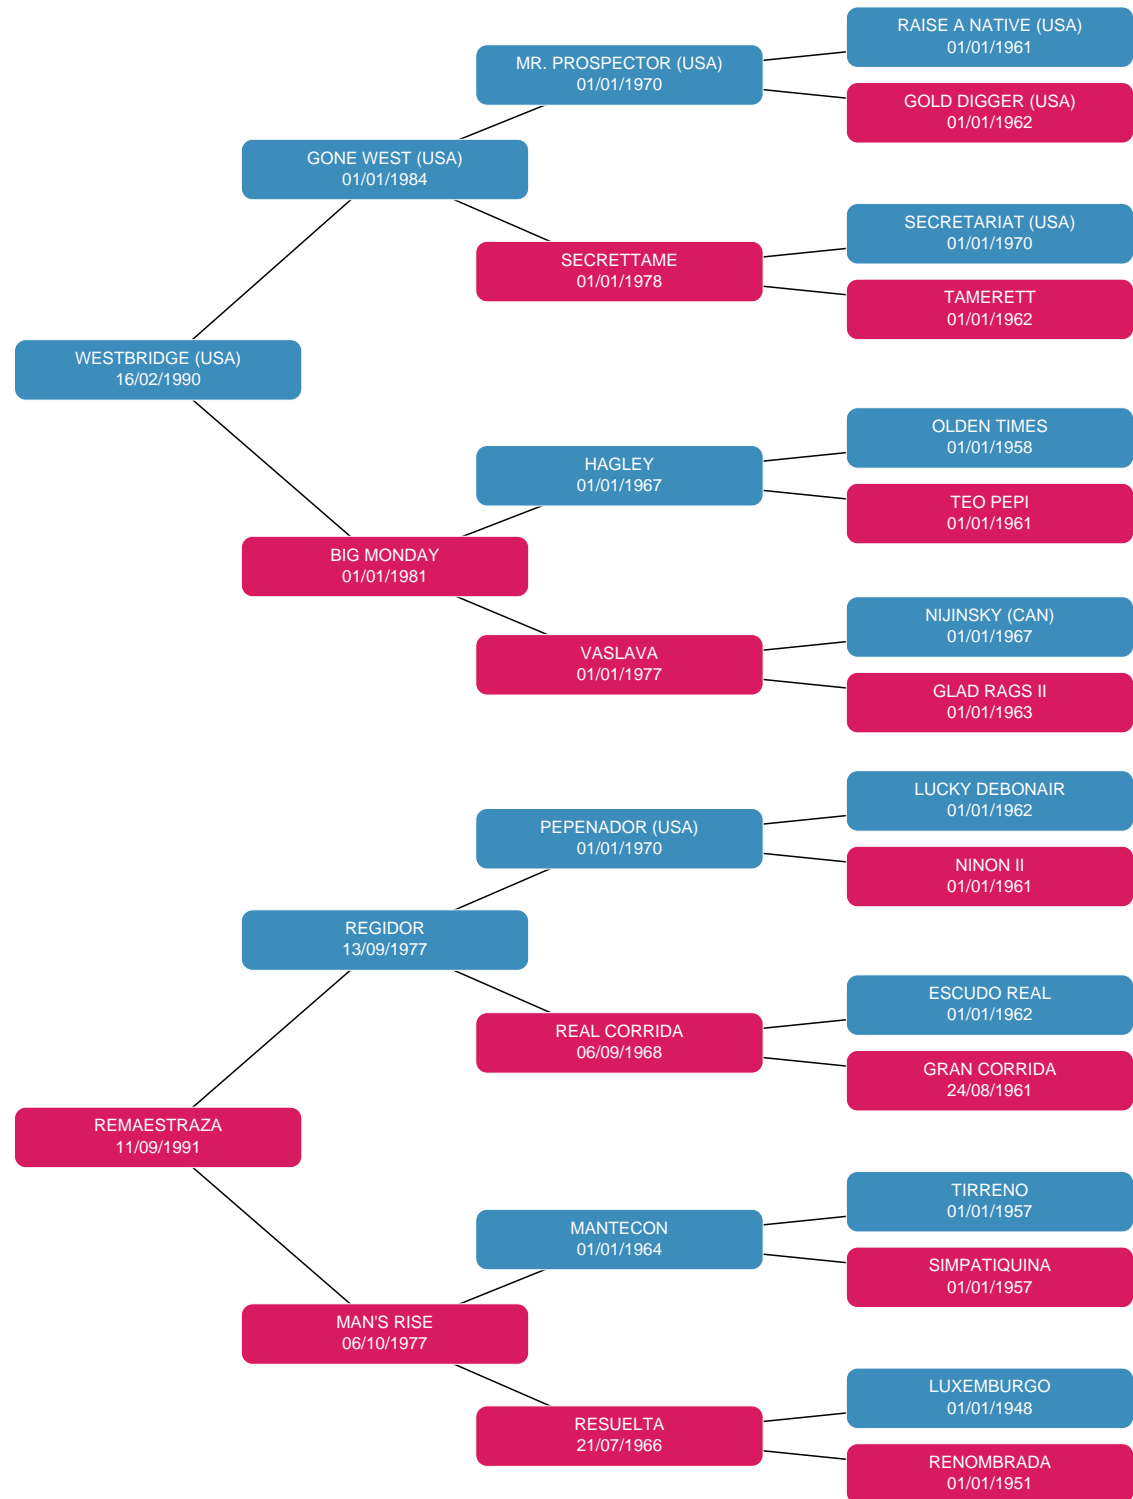 RAISE A NATIVE (USA)
01/01/1961
MR. PROSPECTOR (USA)
01/01/1970
GOLD DIGGER (USA)
01/01/1962
GONE WEST (USA)
01/01/1984
SECRETARIAT (USA)
01/01/1970
SECRETTAME
01/01/1978
TAMERETT
01/01/1962
WESTBRIDGE (USA)
16/02/1990
OLDEN TIMES
01/01/1958
HAGLEY
01/01/1967
TEO PEPI
01/01/1961
BIG MONDAY
01/01/1981
NIJINSKY (CAN)
01/01/1967
VASLAVA
01/01/1977
GLAD RAGS II
01/01/1963
LUCKY DEBONAIR
01/01/1962
PEPENADOR (USA)
01/01/1970
NINON II
01/01/1961
REGIDOR
13/09/1977
ESCUDO REAL
01/01/1962
REAL CORRIDA
06/09/1968
GRAN CORRIDA
24/08/1961
REMAESTRAZA
11/09/1991
TIRRENO
01/01/1957
MANTECON
01/01/1964
SIMPATIQUINA
01/01/1957
MAN'S RISE
06/10/1977
LUXEMBURGO
01/01/1948
RESUELTA
21/07/1966
RENOMBRADA
01/01/1951